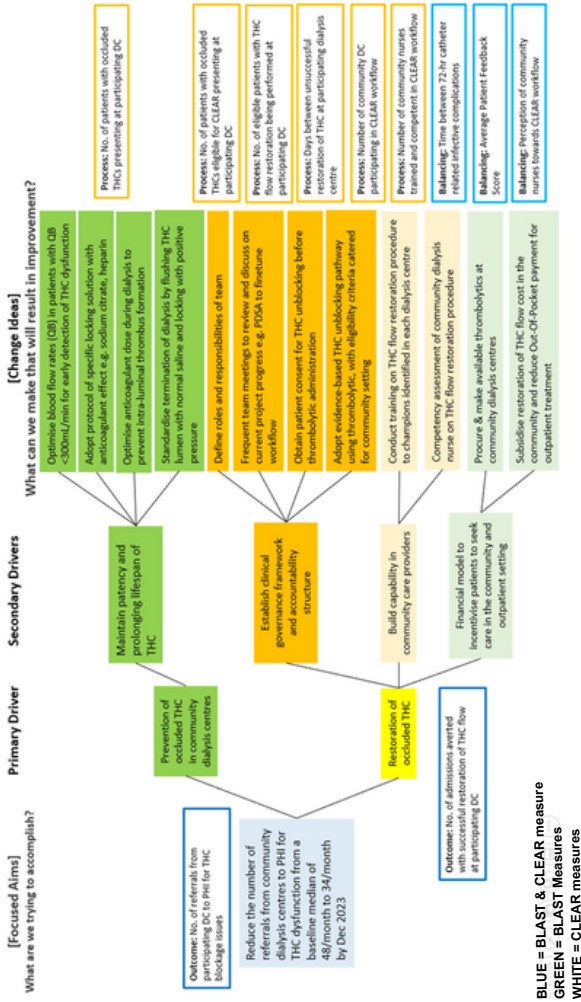 [Focused Aims]
What are we trying to accomplish?
Primary Driver
Secondary Drivers
[Change Ideas]
What can we make that will result in improvement?
Outcome: No. of referrals from
participating DC to PHI for THC
blockage issues
Reduce the number of
referrals from community
dialysis centres to PHI for
THC dysfunction from a
baseline median of
48/month to 34/month
by Dec 2023
Outcome: No. of admissions averted
with successful restoration of THC flow
at participating DC
Prevention of
occluded THC
in community
dialysis centres
Restoration of
occluded THC
Maintain patency and
prolonging lifespan of
THC
Establish clinical
governance framework
and accountability
structure
Build capability in
community care providers
Financial model to
incentivise patients to seek
care in the community and
outpatient setting
Optimise blood flow rates (QB) in patients with QB
<300mL/min for early detection of THC dysfunction
Adopt protocol of specific locking solution with
anticoagulant effect e.g. sodium citrate, heparin
Optimise anticoagulant dose during dialysis to
prevent intra-luminal thrombus formation
Standardise termination of dialysis by flushing THC
lumen with normal saline and locking with positive
pressure
Define roles and responsibilities of team
Frequent team meetings to review and discuss on
current project progress e.g. PDSA to finetune
workflow
Obtain patient consent for THC unblocking before
thrombolytic administration
Adopt evidence-based THC unblocking pathway
using thrombolytic, with eligibility criteria catered
for community setting
Conduct training on THC flow restoration procedure
to champions identified in each dialysis centre
Competency assessment of community dialysis
nurse on THC flow restoration procedure
Procure & make available thrombolytics at
community dialysis centres
Subsidise restoration of THC flow cost in the
community and reduce Out-Of-Pocket payment for
outpatient treatment
Process: No. of patients with occluded
THCs presenting at participating DC
Process: No. of patients with occluded
THCs eligible for CLEAR presenting at
participating DC
Process: No. of eligible patients with THC
flow restoration being performed at
participating DC
Process: Days between unsuccessful
restoration of THC at participating dialysis
centre
Process: Number of community DC
participating in CLEAR workflow
Process: Number of community nurses
trained and competent in CLEAR workflow
Balancing: Time between 72-hr catheter
related infective complications
Balancing: Average Patient Feedback
Score
Balancing: Perception of community
nurses towards CLEAR workflow
BLUE = BLAST & CLEAR measure
GREEN = BLAST Measures
WHITE = CLEAR measures